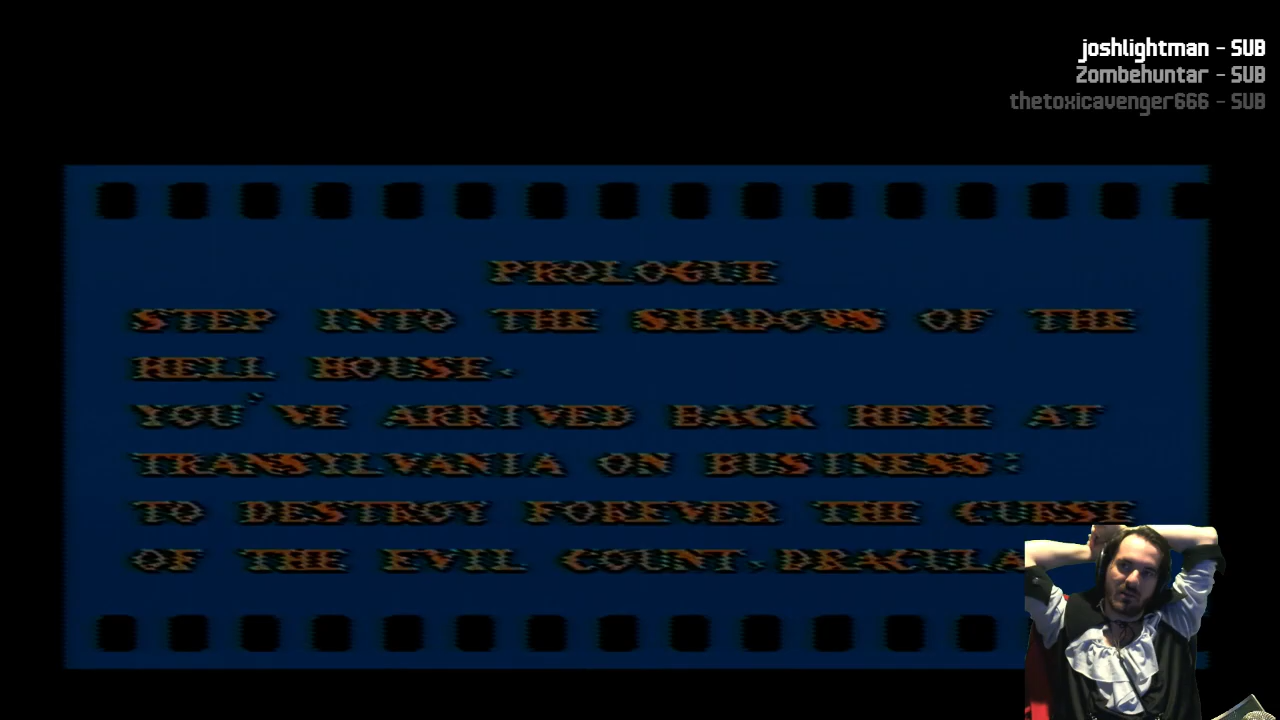 joshlightman - SUB
Zombehuntar - SUB
thetoxicavenger666 - SUB
PROLOGUE
STEP INTO THE SHADOWS OF THE
HELL HOUSE.
YOU'VE ARRIVED BACK HERE AT
TRANSYLVANIA ON BUSINESS:
TO DESTROY FOREVER THE CURSE
OF THE EVIL COUNT,DRACULA